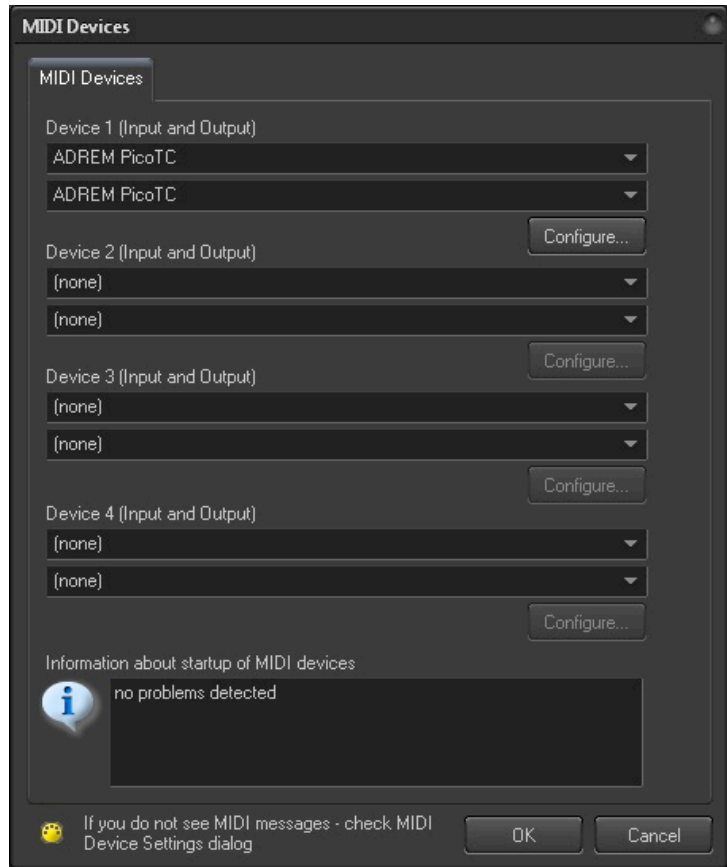 MIDI Devices
MIDI Devices
Device 1 (Input and Output)
ADREM PicoTC
ADREM PicoTC
Configure...
Device 2 (Input and Output)
(none)
(none)
Configure...
Device 3 (Input and Output)
(none)
(none)
Configure...
Device 4 (Input and Output)
(none)
(none)
Configure...
Information about startup of MIDI devices
no problems detected
If you do not see MIDI messages - check MIDI
Device Settings dialog
OK
Cancel